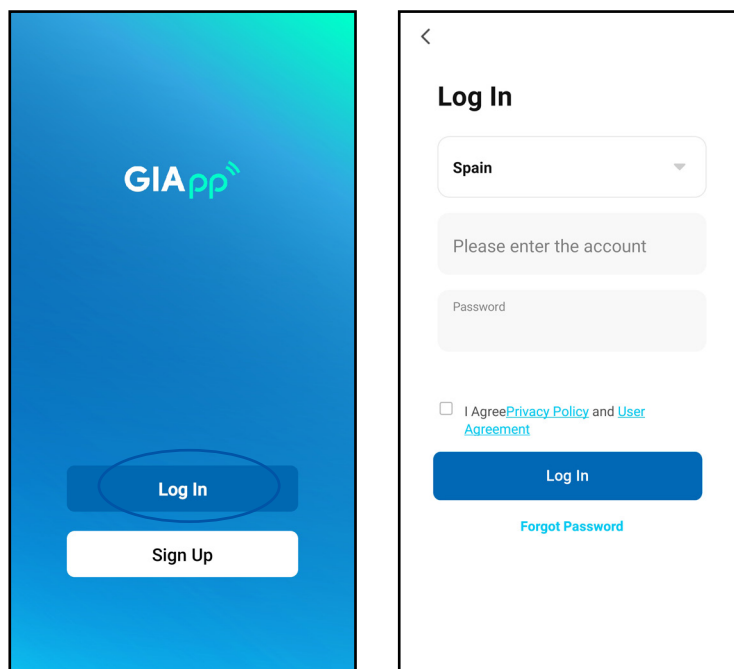 GIApp
Log In
Sign Up
Log In
Spain
Please enter the account
Password
I AgreePrivacy Policy and User
Agreement
Log In
Forgot Password